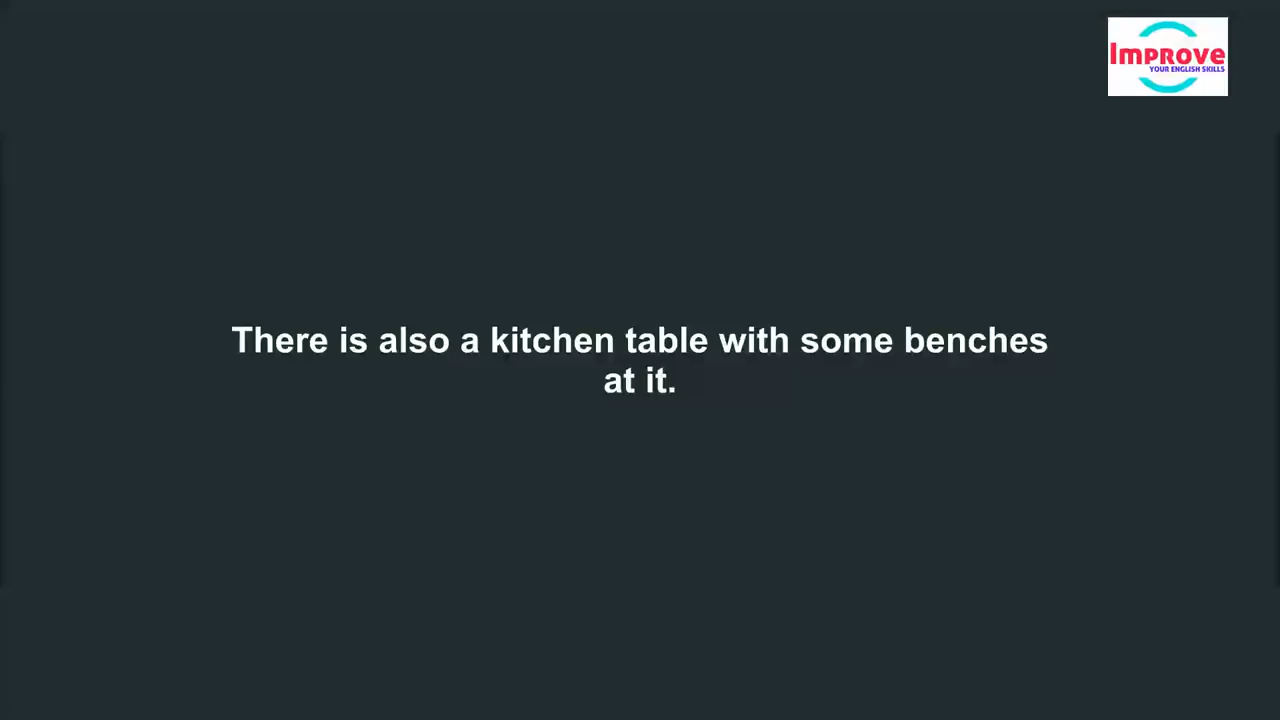 Improve
YOUR ENGLISH SKILLS
There is also a kitchen table with some benches
at it.